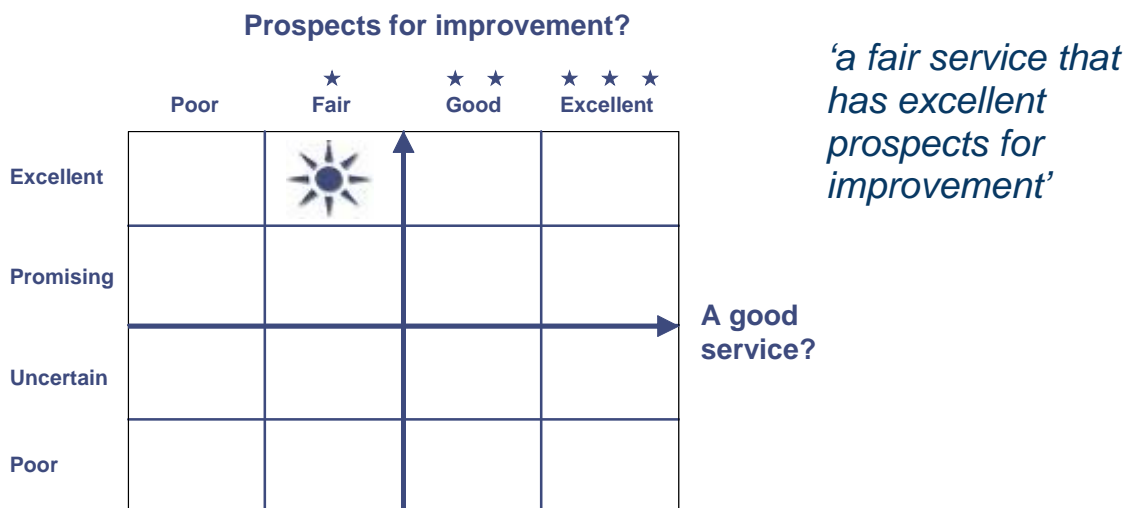 Prospects for improvement?
Poor Fair Good Excellent
Excellent
Promising
Uncertain
Poor
A good
service?
‘a fair service that
has excellent
prospects for
improvement’